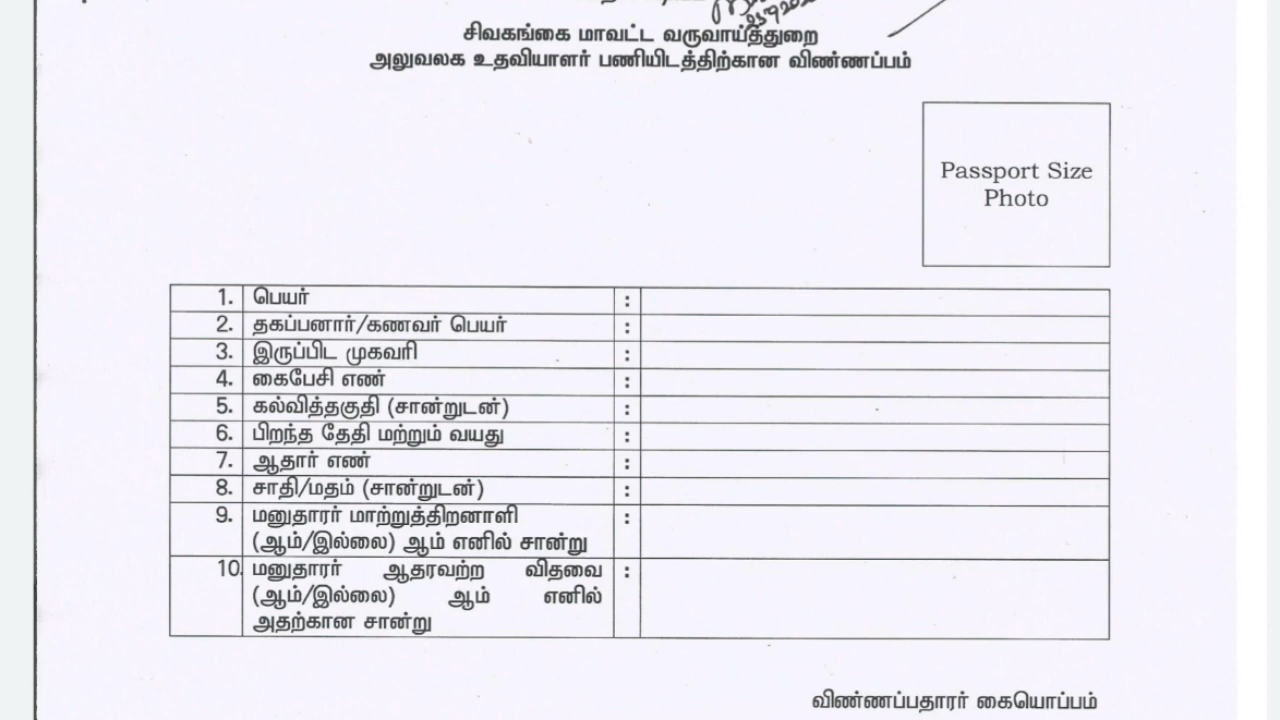 சிவகங்கை மாவட்ட வருவாய்த்துறை
அலுவலக உதவியாளர் பணியிடத்திற்கான விண்ணப்பம்
Passport Size
Photo
1. பெயர் :
2. தகப்பனார்/கணவர் பெயர் :
3. இருப்பிட முகவரி :
4. கைபேசி எண் :
5. கல்வித்தகுதி (சான்றுடன்) :
6. பிறந்த தேதி மற்றும் வயது :
7. ஆதார் எண் :
8. சாதி/மதம் (சான்றுடன்) :
9. மனுதாரர் மாற்றுத்திறனாளி :
(ஆம்/இல்லை) ஆம் எனில் சான்று
10. மனுதாரர் ஆதரவற்ற விதவை :
(ஆம்/இல்லை) ஆம் எனில்
அதற்கான சான்று
விண்ணப்பதாரர் கையொப்பம்